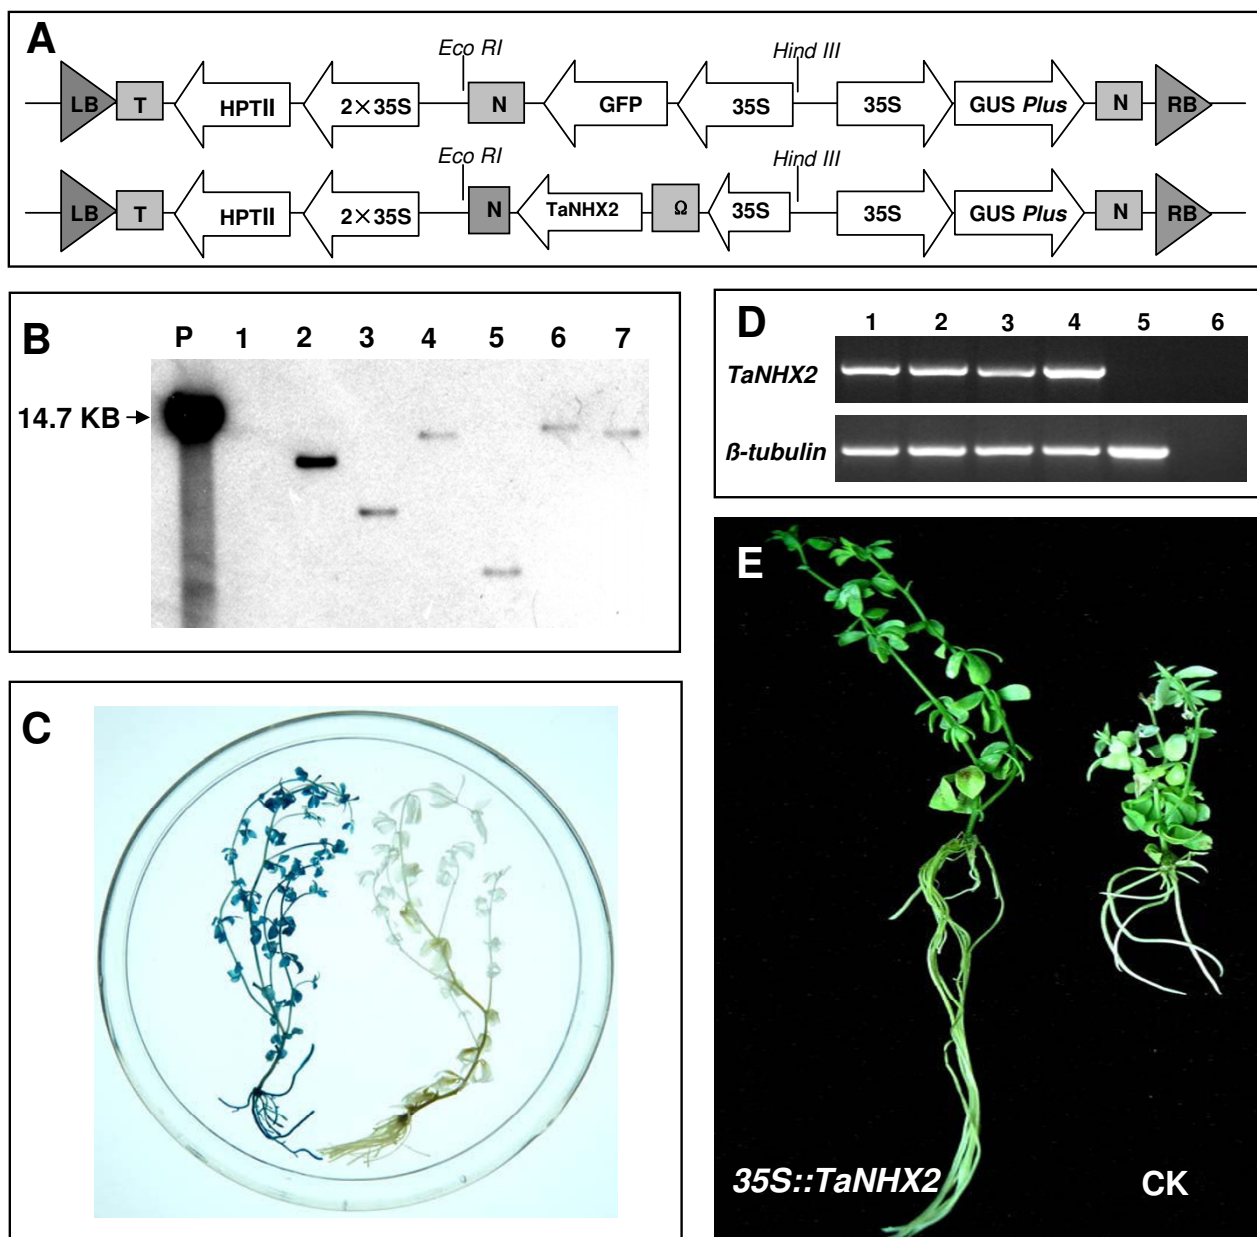 A
Eco RI Hind III
LB T HPTII 2×35S N GFP 35S 35S GUS Plus N RB
Eco RI Hind III
LB T HPTII 2×35S N TaNHX2 Ω 35S 35S GUS Plus N RB
B
P 1 2 3 4 5 6 7
14.7 KB
C
D
1 2 3 4 5 6
TaNHX2
ß-tubulin
E
35S::TaNHX2 CK